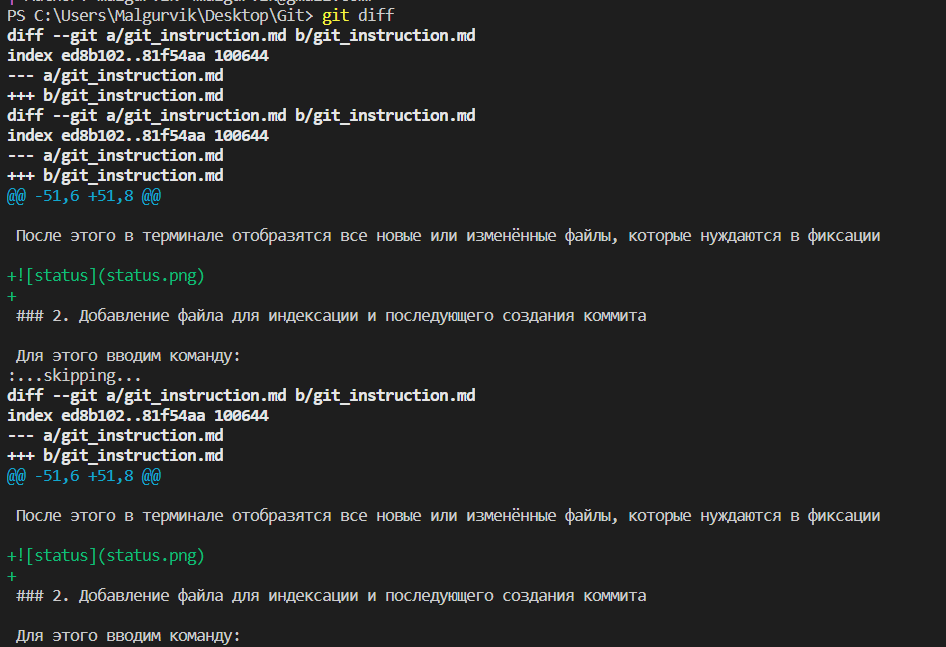 PS C:\Users\Malgurvik\Desktop\Git> git diff
diff --git a/git_instruction.md b/git_instruction.md
index ed8b102..81f54aa 100644
--- a/git_instruction.md
+++ b/git_instruction.md
diff --git a/git_instruction.md b/git_instruction.md
index ed8b102..81f54aa 100644
--- a/git_instruction.md
+++ b/git_instruction.md
@@ -51,6 +51,8 @@
После этого в терминале отобразятся все новые или изменённые файлы, которые нуждаются в фиксации
+![status](status.png)
+
### 2. Добавление файла для индексации и последующего создания коммита
Для этого вводим команду:
:...skipping...
diff --git a/git_instruction.md b/git_instruction.md
index ed8b102..81f54aa 100644
--- a/git_instruction.md
+++ b/git_instruction.md
@@ -51,6 +51,8 @@
После этого в терминале отобразятся все новые или изменённые файлы, которые нуждаются в фиксации
+![status](status.png)
+
### 2. Добавление файла для индексации и последующего создания коммита
Для этого вводим команду: